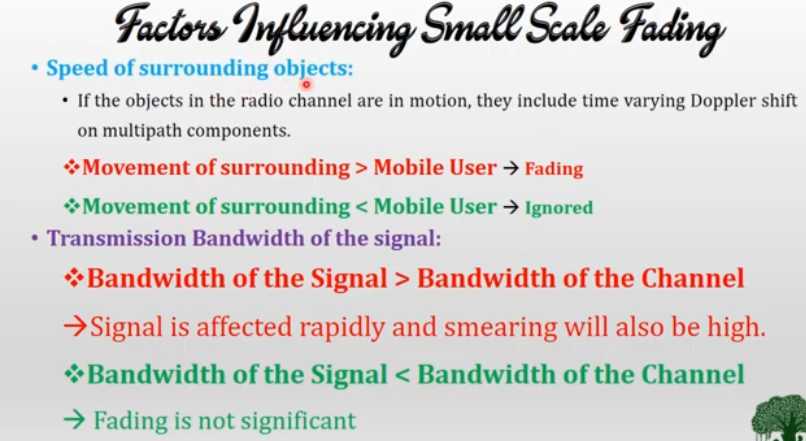 Factors Influencing Small Scale Fading
• Speed of surrounding objects:
• If the objects in the radio channel are in motion, they include time varying Doppler shift
on multipath components.
❖Movement of surrounding > Mobile User → Fading
❖Movement of surrounding < Mobile User → Ignored
• Transmission Bandwidth of the signal:
❖Bandwidth of the Signal > Bandwidth of the Channel
→Signal is affected rapidly and smearing will also be high.
❖Bandwidth of the Signal < Bandwidth of the Channel
→ Fading is not significant